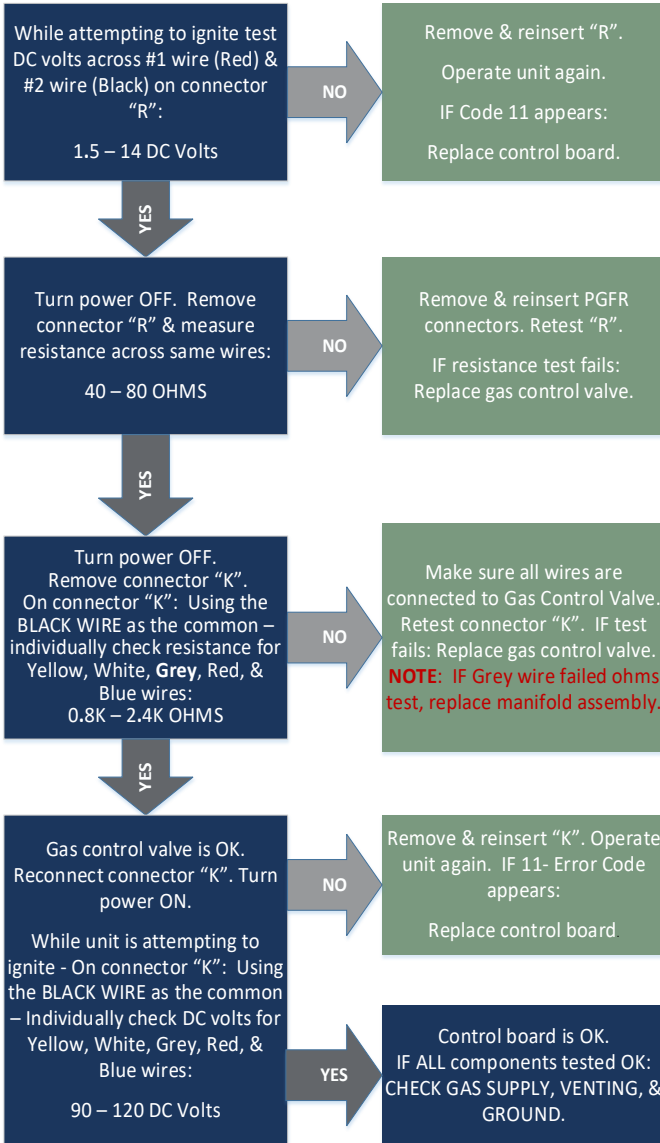 While attempting to ignite test
DC volts across #1 wire (Red) &
#2 wire (Black) on connector
“R”:
1.5 – 14 DC Volts
NO
Remove & reinsert “R”.
Operate unit again.
IF Code 11 appears:
Replace control board.
YES
Turn power OFF. Remove
connector “R” & measure
resistance across same wires:
40 – 80 OHMS
NO
Remove & reinsert PGFR
connectors. Retest “R”.
IF resistance test fails:
Replace gas control valve.
YES
Turn power OFF.
Remove connector “K”.
On connector “K”: Using the
BLACK WIRE as the common –
individually check resistance for
Yellow, White, Grey, Red, &
Blue wires:
0.8K – 2.4K OHMS
NO
Make sure all wires are
connected to Gas Control Valve.
Retest connector “K”. IF test
fails: Replace gas control valve.
NOTE: IF Grey wire failed ohms
test, replace manifold assembly.
YES
Gas control valve is OK.
Reconnect connector “K”. Turn
power ON.
While unit is attempting to
ignite - On connector “K”: Using
the BLACK WIRE as the common
– Individually check DC volts for
Yellow, White, Grey, Red, &
Blue wires:
90 – 120 DC Volts
NO
Remove & reinsert “K”. Operate
unit again. IF 11- Error Code
appears:
Replace control board.
YES
Control board is OK.
IF ALL components tested OK:
CHECK GAS SUPPLY, VENTING, &
GROUND.